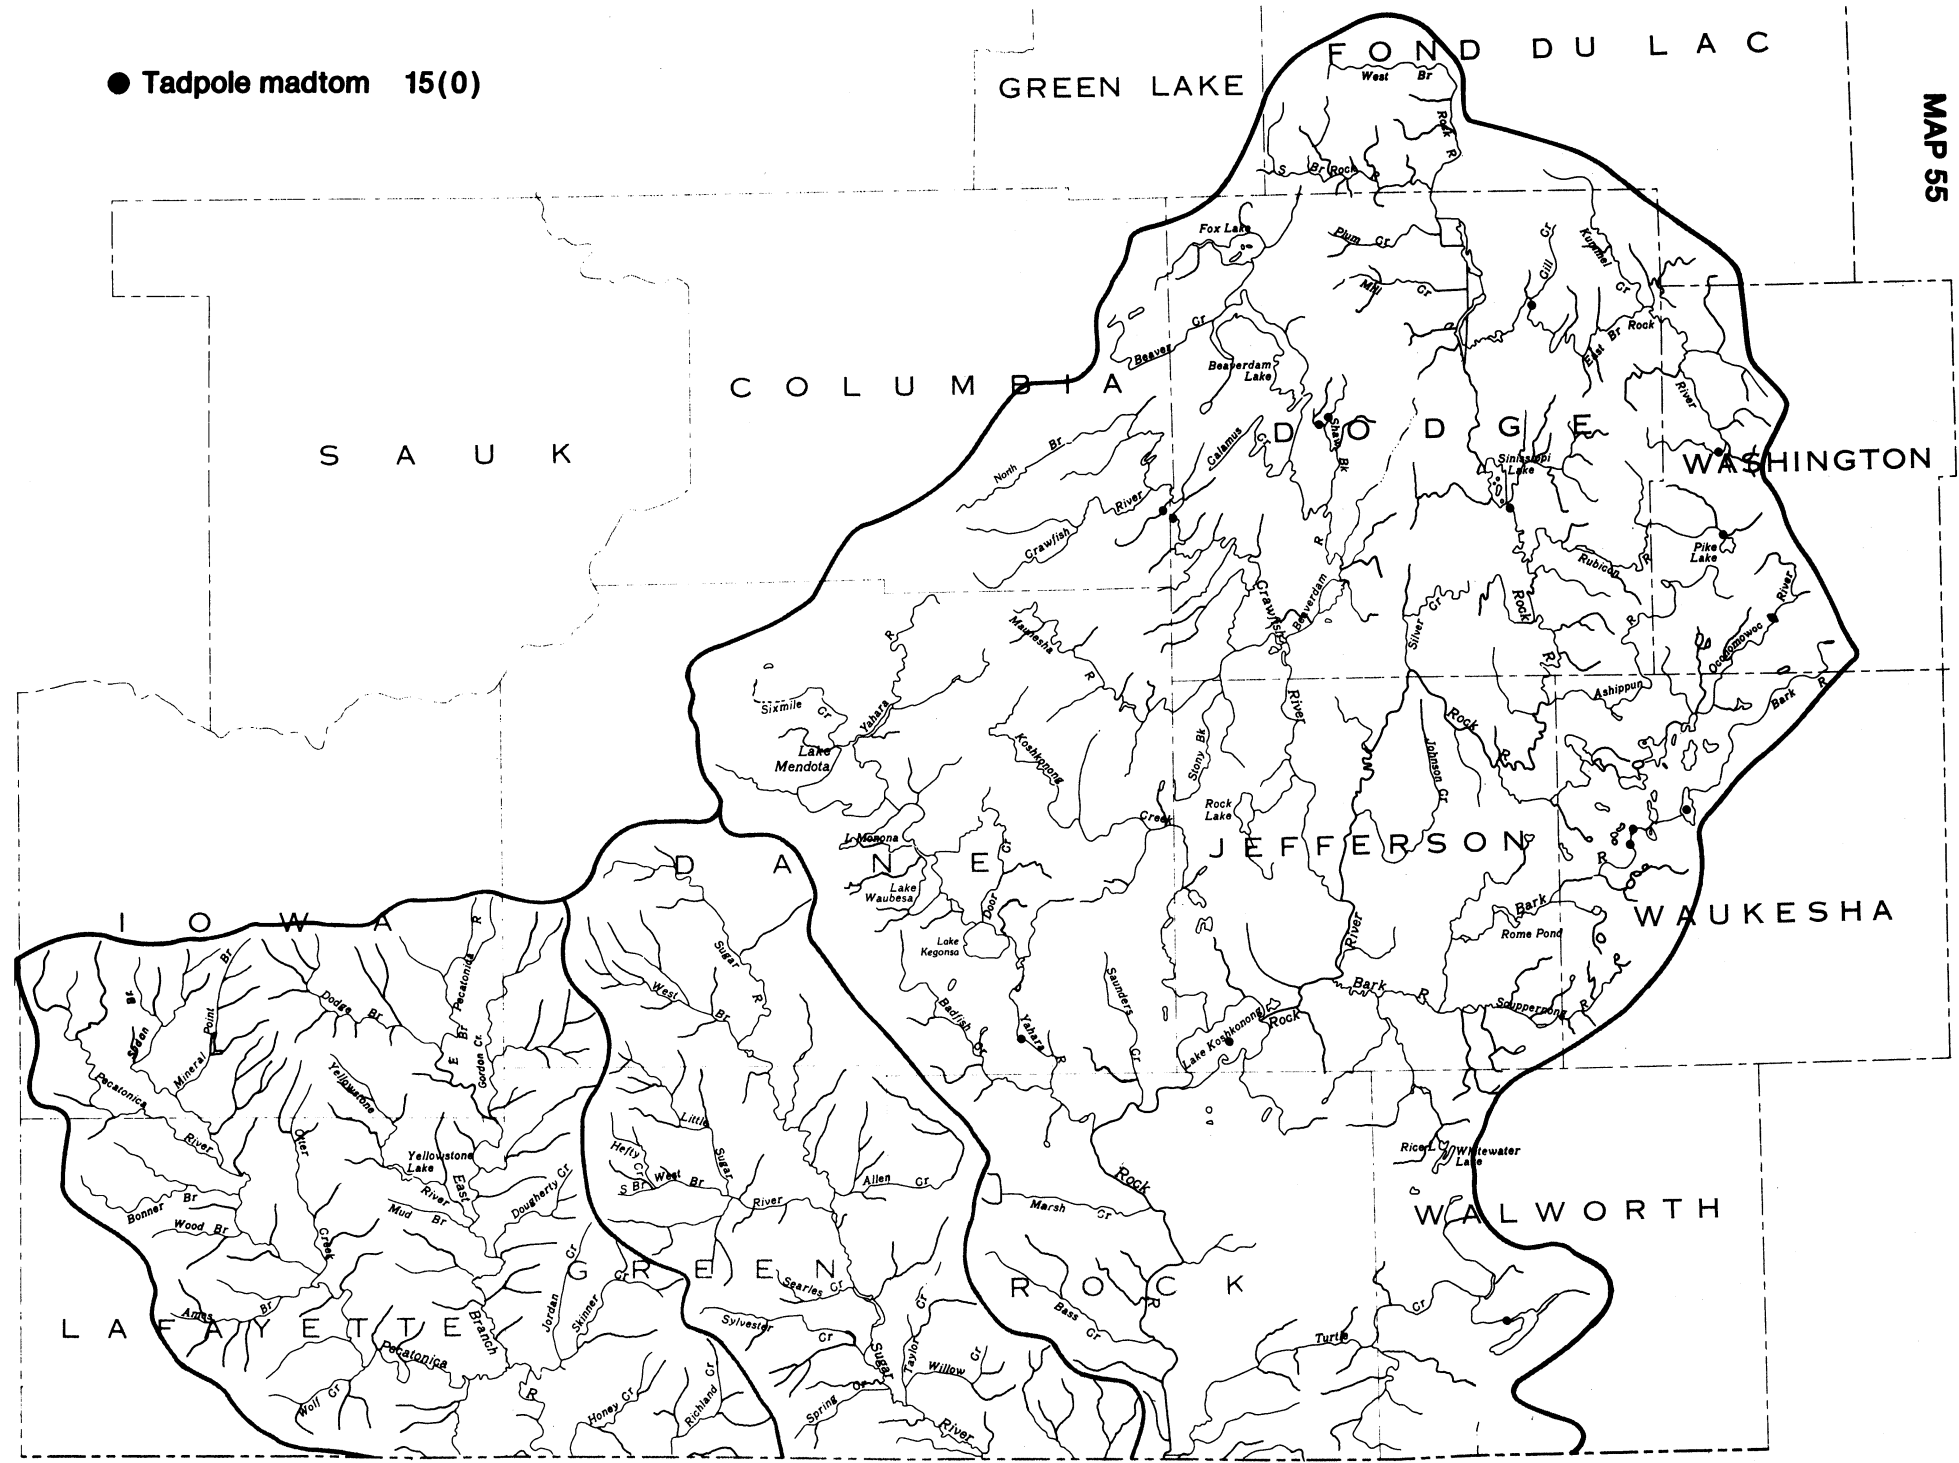 ● Tadpole madtom 15(0)
MAP 55
FOND DU LAC
GREEN LAKE
West Br
Rock R
S Br Rock R
Fox Lake
Plum Cr
Mill Cr
Gill Cr
Kummel Cr
East Br Rock River
Beaver Cr
Beaverdam Lake
COLUMBIA
SAUK
DODGE
WASHINGTON
North Br
Crawfish River
Calamus Cr
Shaw Bk
Sinissippi Lake
Pike Lake
Rubicon R
Rock R
Crawfish River
Beaverdam R
Silver Cr
Oconomowoc River
Ashippun R
Bark R
Maunesha R
R
Yahara
Sixmile Cr
Lake Mendota
Koshkonong Creek
Stony Bk
Johnson Cr
Rock R
Rock Lake
JEFFERSON
L Monona
DANE
Lake Waubesa
Door Cr
Lake Kegonsa
WAUKESHA
Bark R
Rome Pond
IOWA
Sugar R
West Br
Pecatonica R
E Br
Gordon Cr
Dodge Br
Mineral Point Br
Sudan Br
Pecatonica River
Yellowstone
Yellowstone Lake
River
East Branch
Otter Creek
Badfish Cr
Yahara R
Saunders Cr
Lake Koshkonong
Rock River
Bark R
Scuppernong R
Rice L
Whitewater Lake
WALWORTH
Little Sugar River
Hefty Cr
S Br West Br
Allen Cr
Marsh Cr
Rock R
Bonner Br
Wood Br
Mud Br
Dougherty Cr
GREEN
ROCK
LAFAYETTE
Ames Br
Jordan Cr
Skinner Cr
Searles Cr
Sylvester Cr
Taylor Cr
Sugar River
Willow Cr
Bass Cr
Turtle Cr
Pecatonica R
Wolf Cr
Honey Cr
Richland Cr
Spring Cr